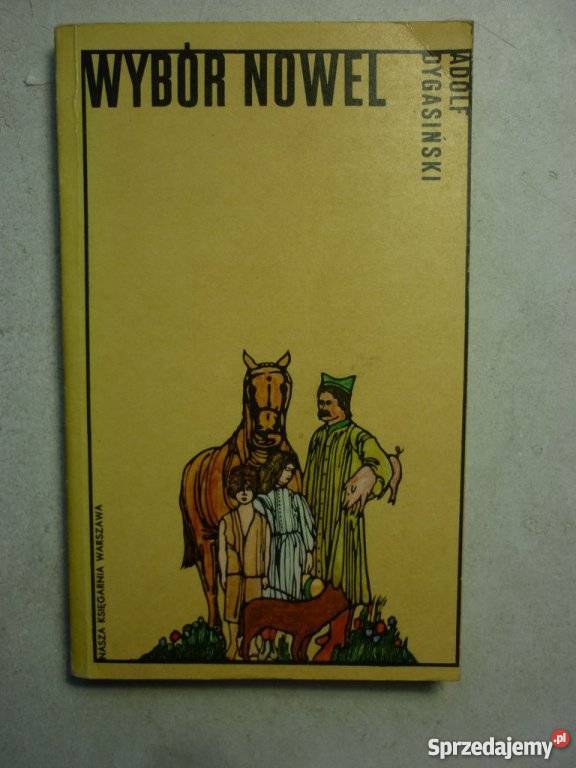 WYBÓR NOWEL
ADOLF
DYGASIŃSKI
NASZA KSIĘGARNIA WARSZAWA
Sprzedajemy.pl